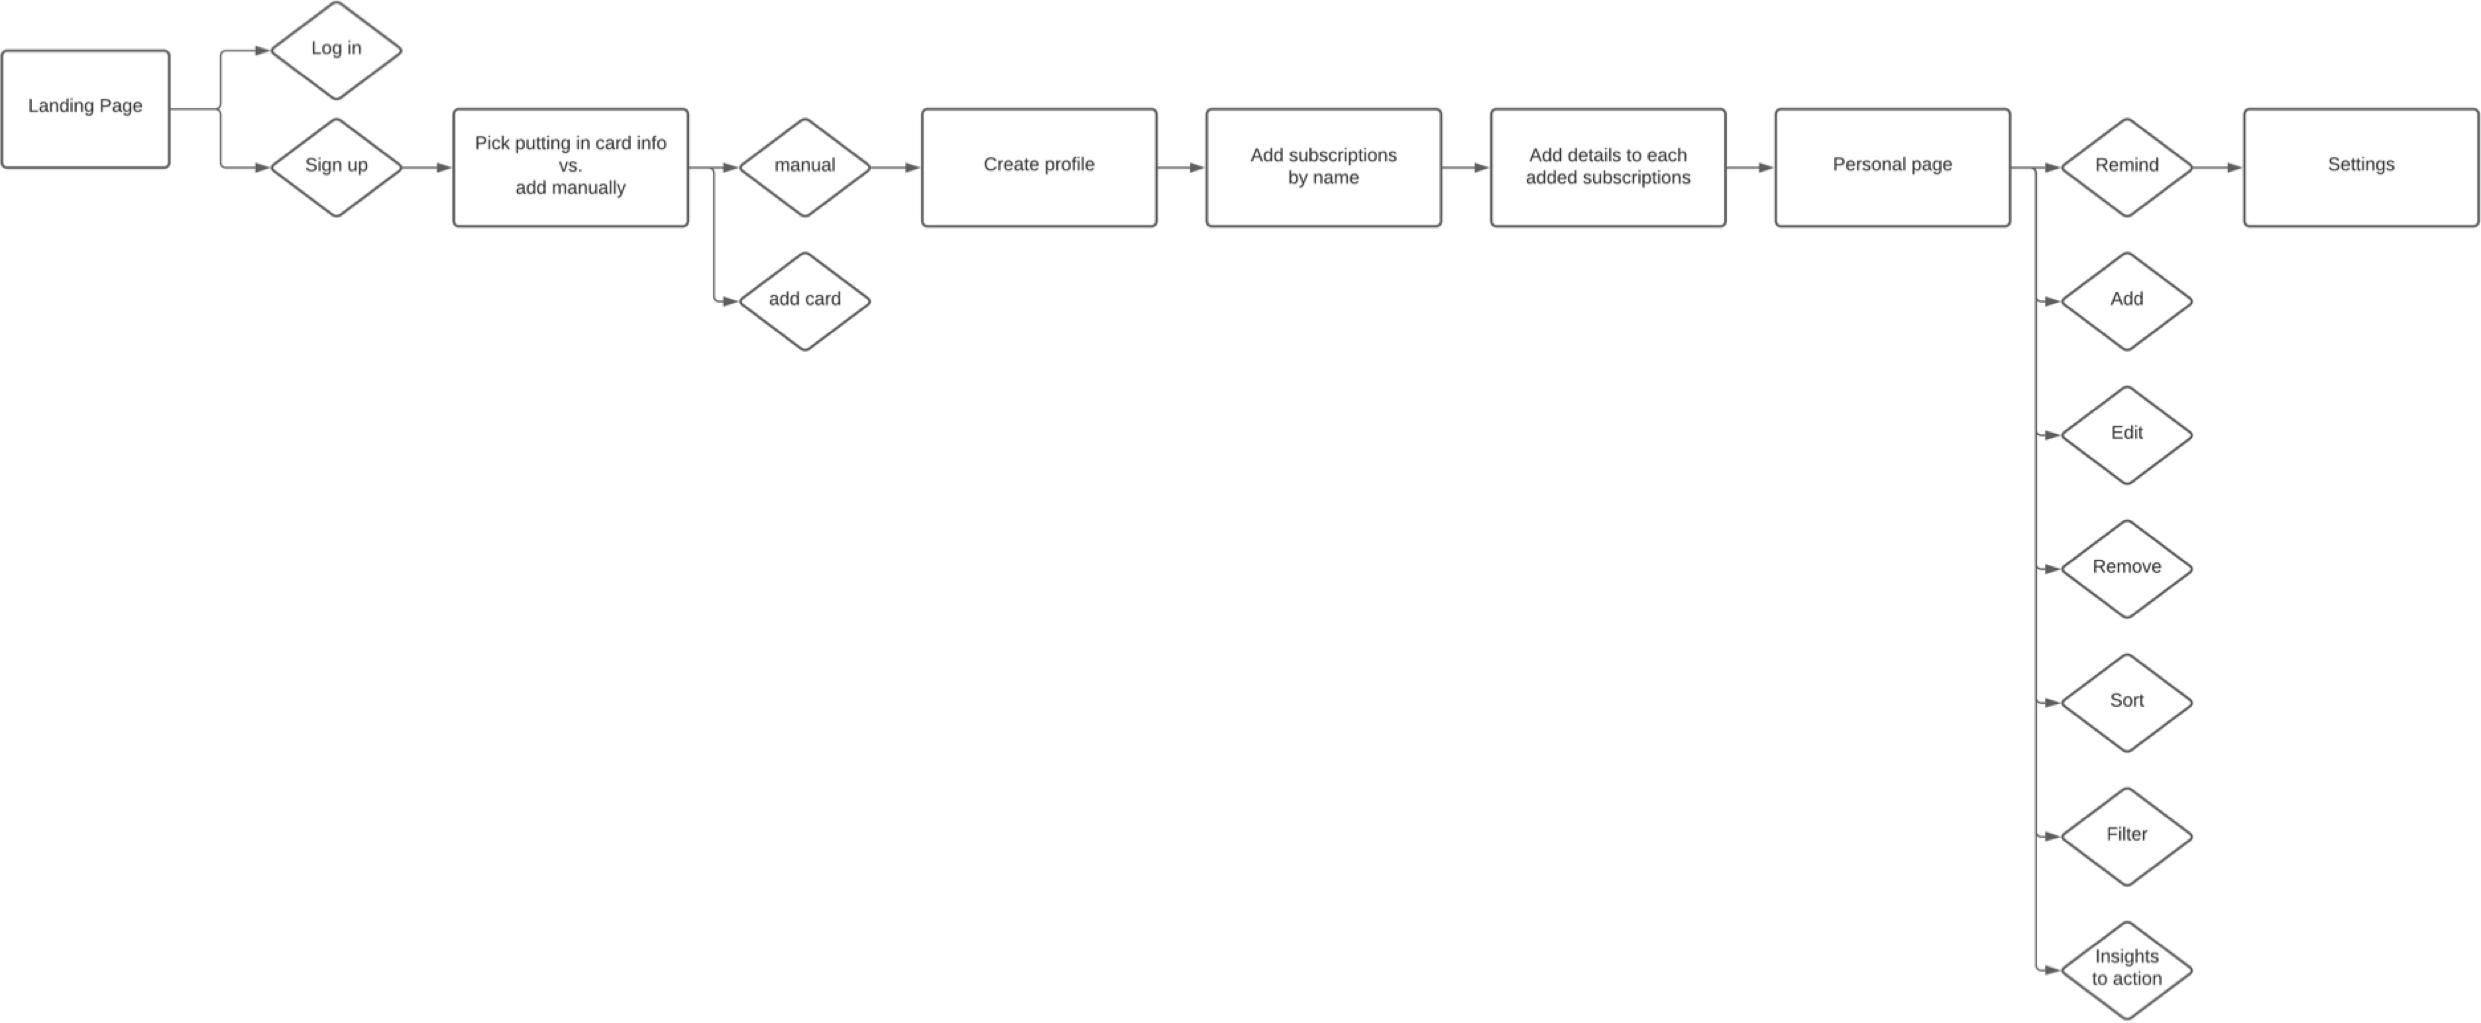 Log in
Landing Page
Sign up
Pick putting in card info
vs.
add manually
manual
add card
Create profile
Add subscriptions
by name
Add details to each
added subscriptions
Personal page
Remind
Settings
Add
Edit
Remove
Sort
Filter
Insights
to action